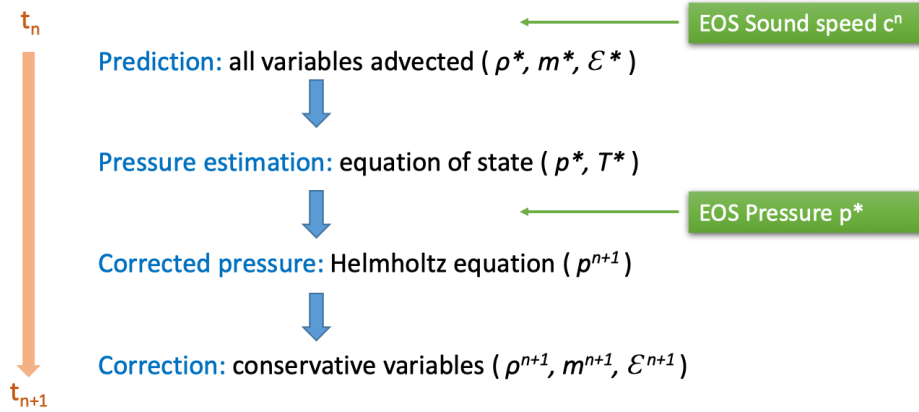 tₙ
EOS Sound speed cⁿ
Prediction: all variables advected ( ρ*, m*, ℰ* )
Pressure estimation: equation of state ( p*, T* )
EOS Pressure p*
Corrected pressure: Helmholtz equation ( pⁿ⁺¹ )
Correction: conservative variables ( ρⁿ⁺¹, mⁿ⁺¹, ℰⁿ⁺¹ )
tₙ₊₁